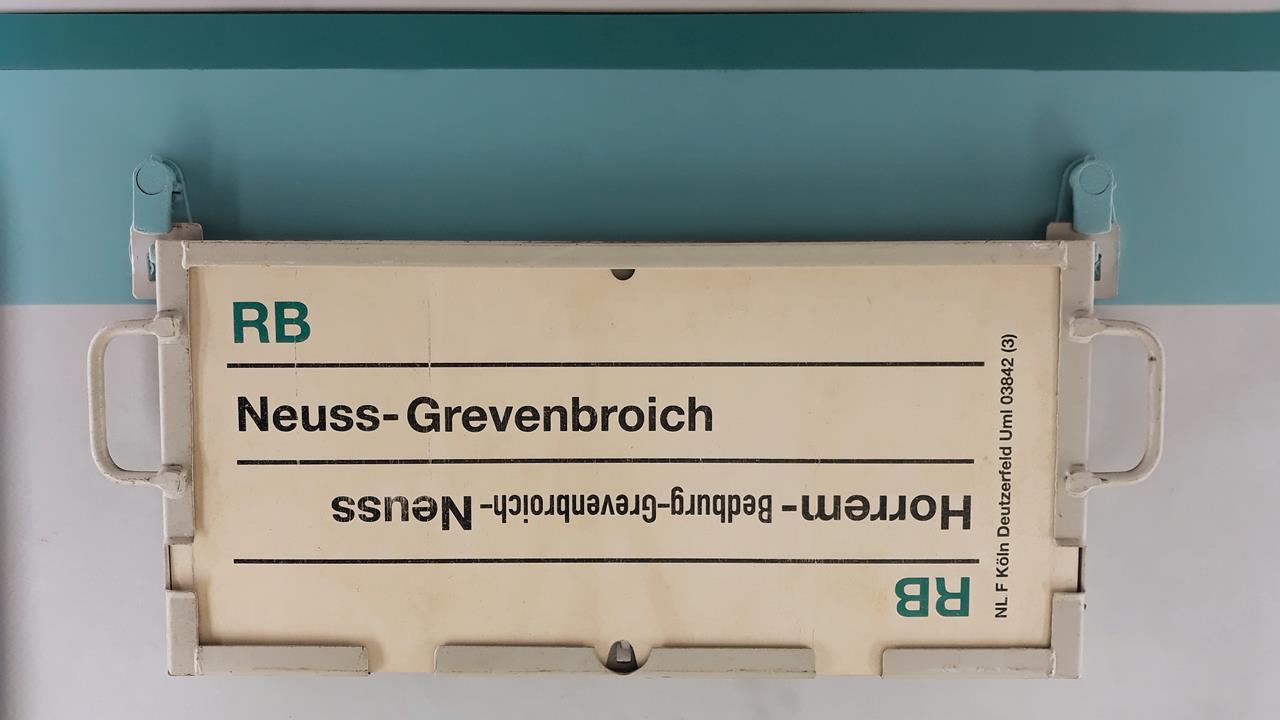 RB
Neuss-Grevenbroich
Horrem-Bedburg-Grevenbroich-Neuss
RB
NL.F Köln Deutzerfeld Uml 03842 (3)